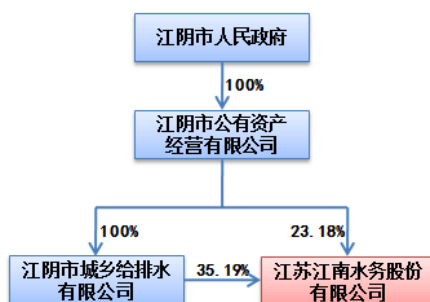 江阴市人民政府
100%
江阴市公有资产
经营有限公司
100%
23.18%
江阴市城乡给排水
有限公司
35.19%
江苏江南水务股份
有限公司